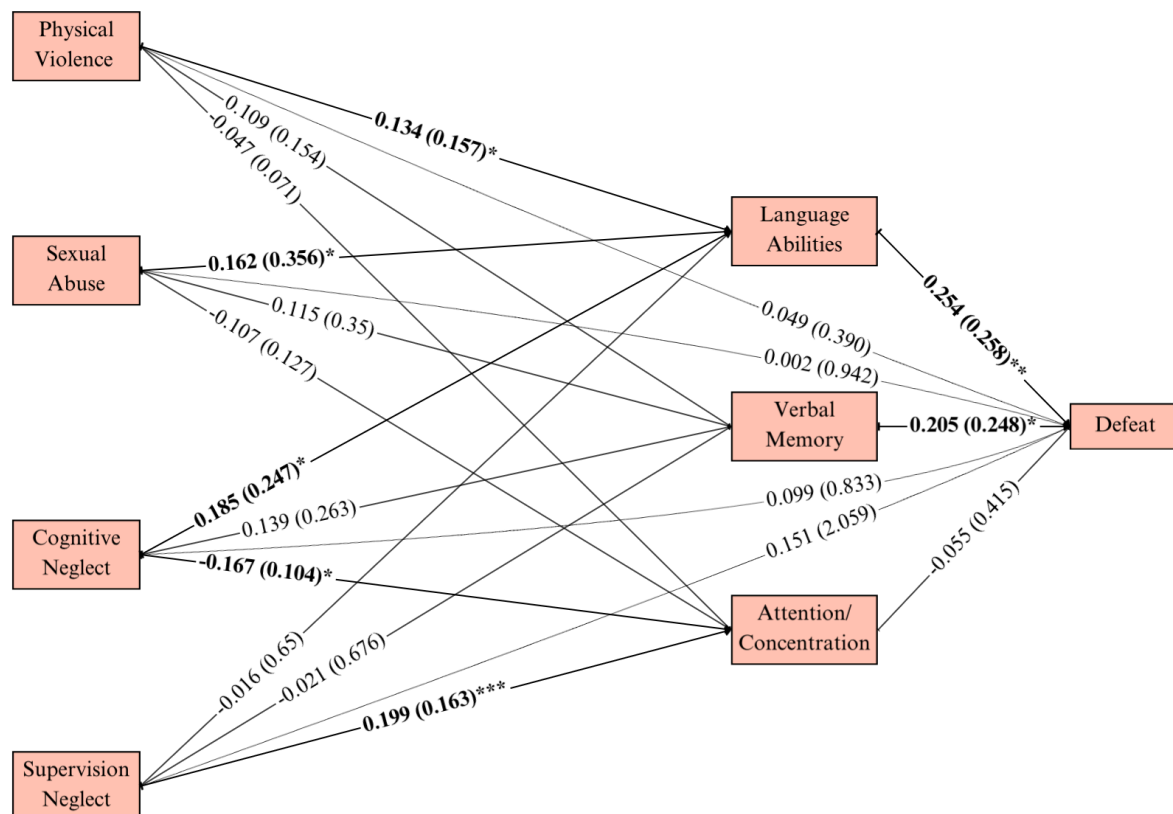 Physical
Violence
0.109 (0.154)
-0.047 (0.071)
0.134 (0.157)*
Language
Abilities
Sexual
Abuse
0.162 (0.356)*
0.115 (0.35)
-0.107 (0.127)
0.254 (0.258)**
0.049 (0.390)
0.002 (0.942)
Verbal
Memory
0.205 (0.248)*
Defeat
0.185 (0.247)*
0.139 (0.263)
0.099 (0.833)
0.151 (2.059)
-0.055 (0.415)
Cognitive
Neglect
-0.167 (0.104)*
Attention/
Concentration
-0.016 (0.65)
-0.021 (0.676)
0.199 (0.163)***
Supervision
Neglect